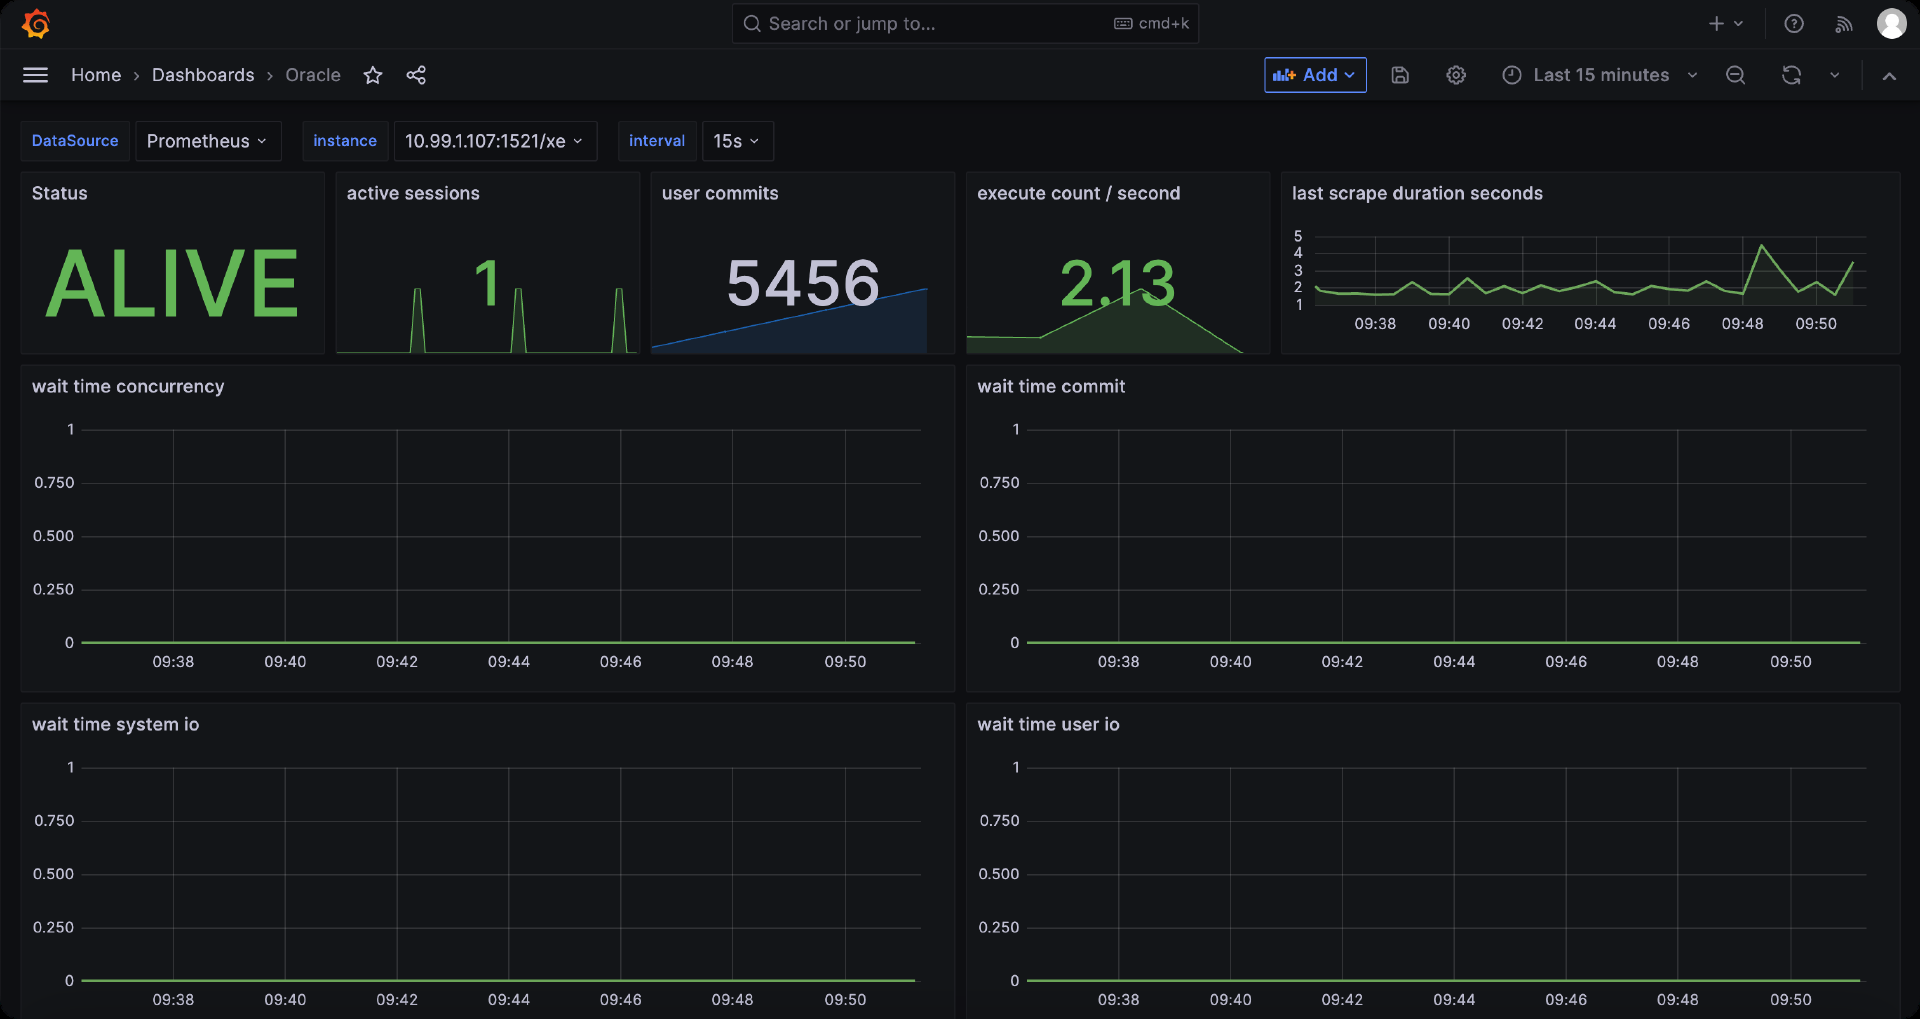 Search or jump to...
cmd+k
Home
Dashboards
Oracle
Add
Last 15 minutes
DataSource
Prometheus
instance
10.99.1.107:1521/xe
interval
15s
Status
ALIVE
active sessions
1
user commits
5456
execute count / second
2.13
last scrape duration seconds
5
4
3
2
1
09:38 09:40 09:42 09:44 09:46 09:48 09:50
wait time concurrency
1
0.750
0.500
0.250
0
09:38 09:40 09:42 09:44 09:46 09:48 09:50
wait time commit
1
0.750
0.500
0.250
0
09:38 09:40 09:42 09:44 09:46 09:48 09:50
wait time system io
1
0.750
0.500
0.250
0
09:38 09:40 09:42 09:44 09:46 09:48 09:50
wait time user io
1
0.750
0.500
0.250
0
09:38 09:40 09:42 09:44 09:46 09:48 09:50